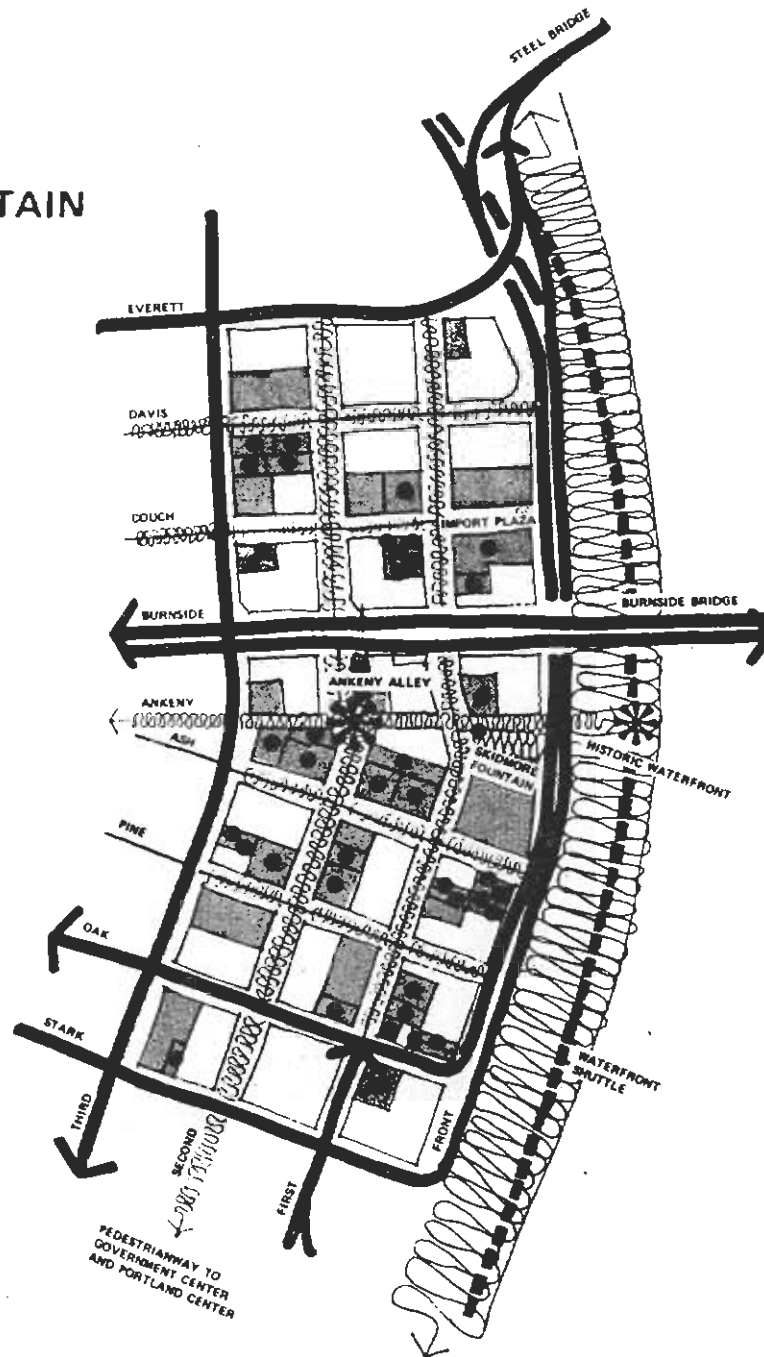 STEEL BRIDGE
TAIN
EVERETT
DAVIS
COUCH
IMPORT PLAZA
BURNSIDE
BURNSIDE BRIDGE
ANKENY ALLEY
ANKENY
ASH
SKIDMORE
FOUNTAIN
HISTORIC WATERFRONT
PINE
OAK
STARK
WATERFRONT
SHUTTLE
THIRD
SECOND
FRONT
FIRST
PEDESTRIANWAY TO
GOVERNMENT CENTER
AND PORTLAND CENTER